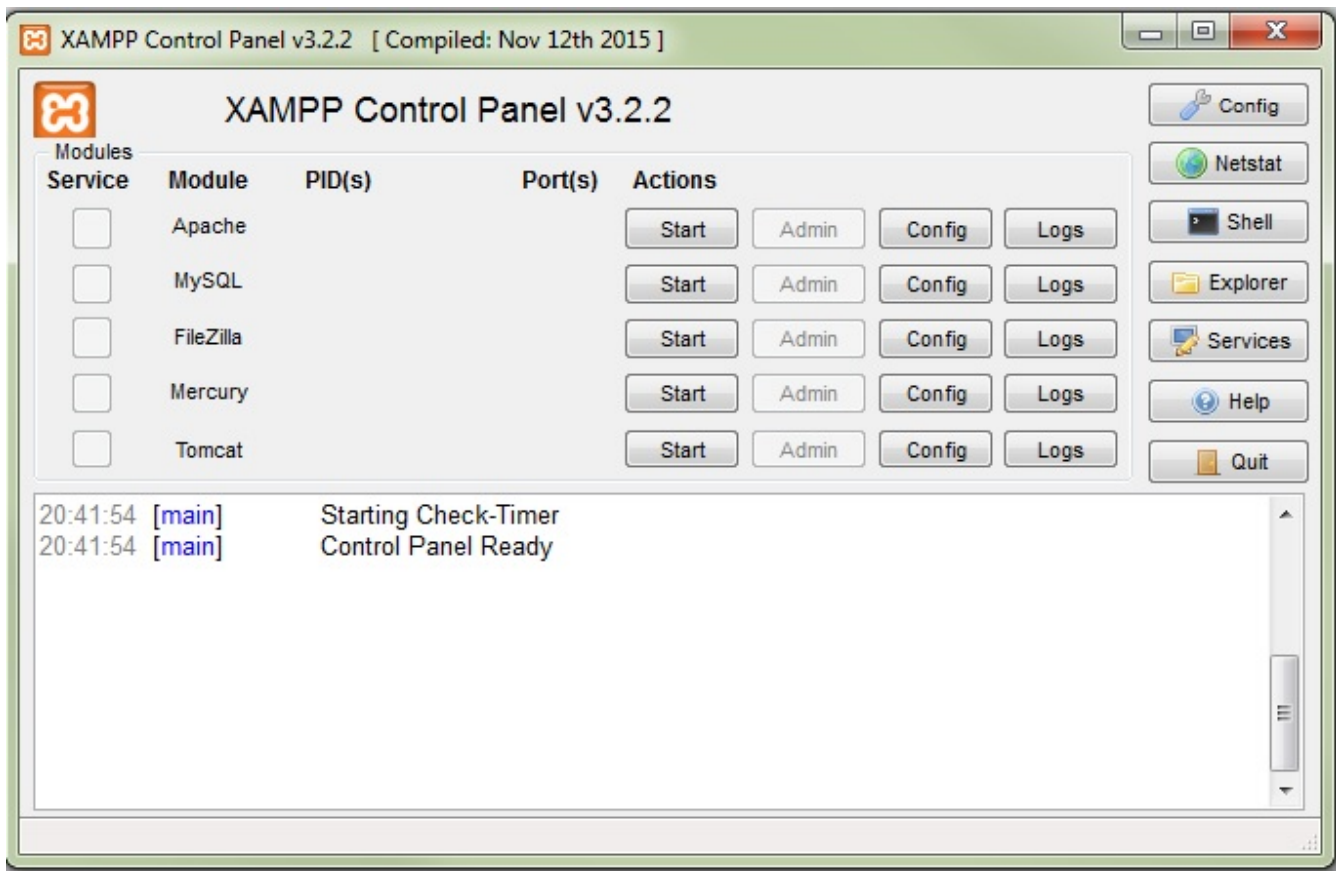 XAMPP Control Panel v3.2.2 [ Compiled: Nov 12th 2015 ]
XAMPP Control Panel v3.2.2
Config
Modules
Netstat
Service Module PID(s) Port(s) Actions
Apache Start Admin Config Logs
Shell
MySQL Start Admin Config Logs
Explorer
FileZilla Start Admin Config Logs
Services
Mercury Start Admin Config Logs
Help
Tomcat Start Admin Config Logs
Quit
20:41:54 [main] Starting Check-Timer
20:41:54 [main] Control Panel Ready